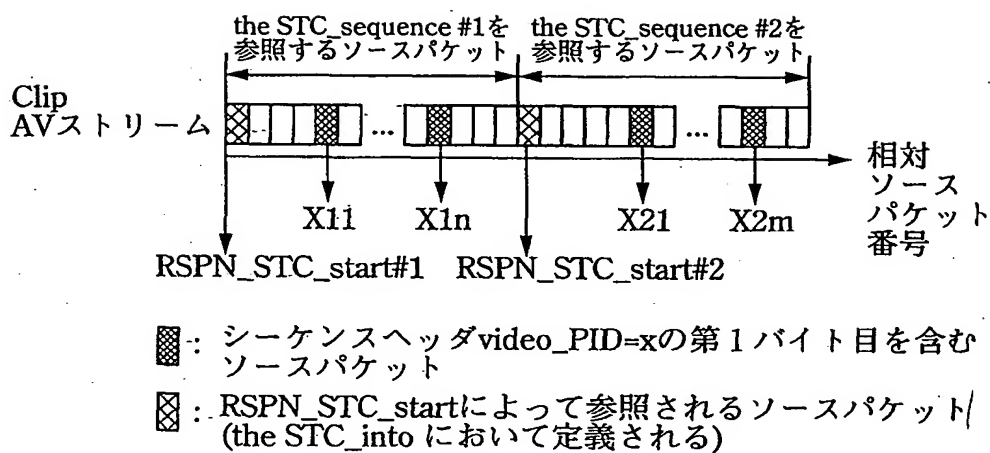 the STC_sequence #1を
参照するソースパケット
the STC_sequence #2を
参照するソースパケット
Clip
AVストリーム
...
...
相対
ソース
パケット
番号
X11
X1n
X21
X2m
RSPN_STC_start#1
RSPN_STC_start#2
: シーケンスヘッダvideo_PID=xの第１バイト目を含む
ソースパケット
: RSPN_STC_startによって参照されるソースパケット
(the STC_into において定義される)